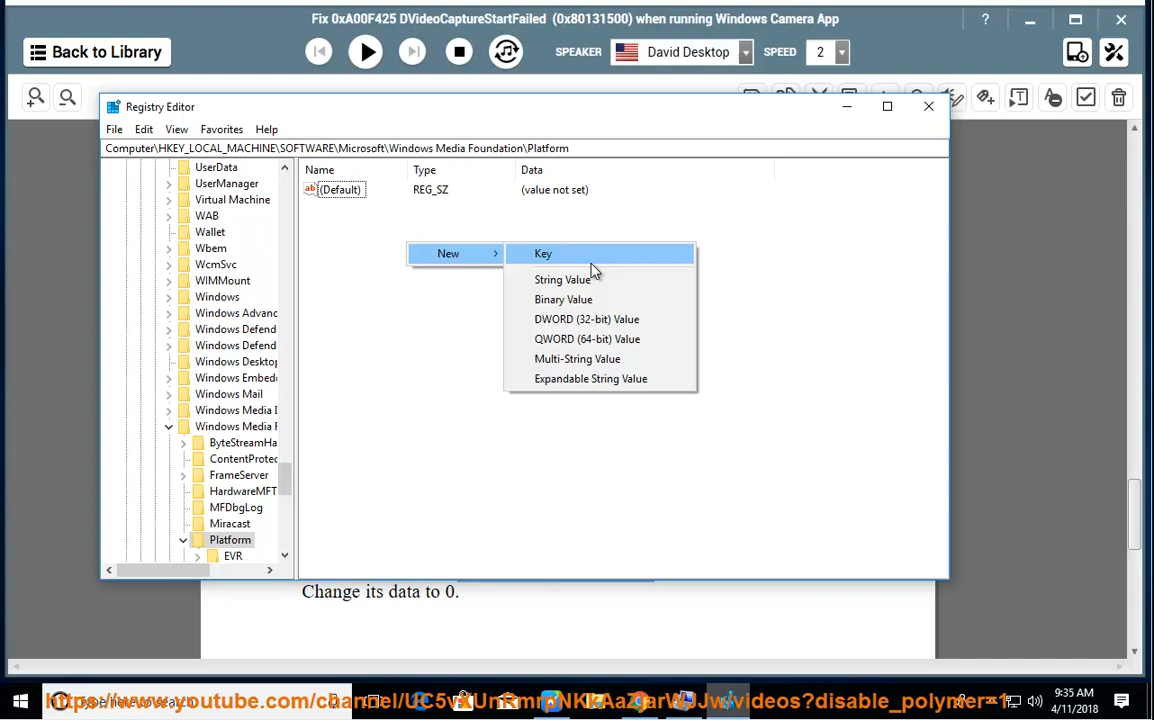 Fix 0xA00F425 DVideoCaptureStartFailed (0x80131500) when running Windows Camera App
Back to Library
SPEAKER
David Desktop
SPEED
2
Registry Editor
File Edit View Favorites Help
Computer\HKEY_LOCAL_MACHINE\SOFTWARE\Microsoft\Windows Media Foundation\Platform
UserData
UserManager
Virtual Machine
WAB
Wallet
Wbem
WcmSvc
WIMMount
Windows
Windows Advanc
Windows Defend
Windows Defend
Windows Desktop
Windows Embed
Windows Mail
Windows Media D
Windows Media F
ByteStreamHa
ContentProtec
FrameServer
HardwareMFT
MFDbgLog
Miracast
Platform
EVR
Name Type Data
(Default) REG_SZ (value not set)
New
Key
String Value
Binary Value
DWORD (32-bit) Value
QWORD (64-bit) Value
Multi-String Value
Expandable String Value
Change its data to 0.
Type here to search
9:35 AM
4/11/2018